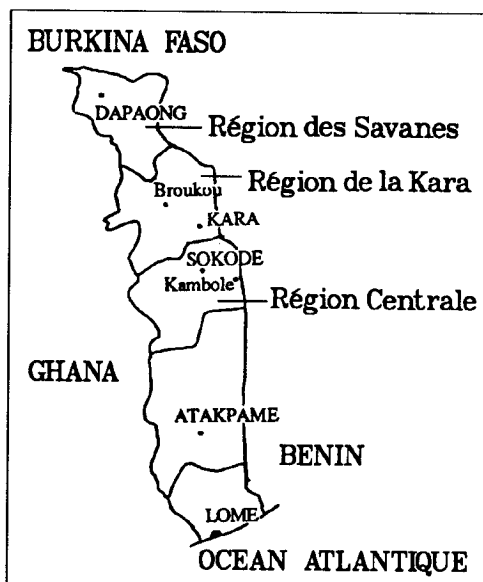 BURKINA FASO
DAPAONG
Région des Savanes
Broukou
Région de la Kara
KARA
SOKODE
Kambole
Région Centrale
GHANA
ATAKPAME
BENIN
LOME
OCEAN ATLANTIQUE